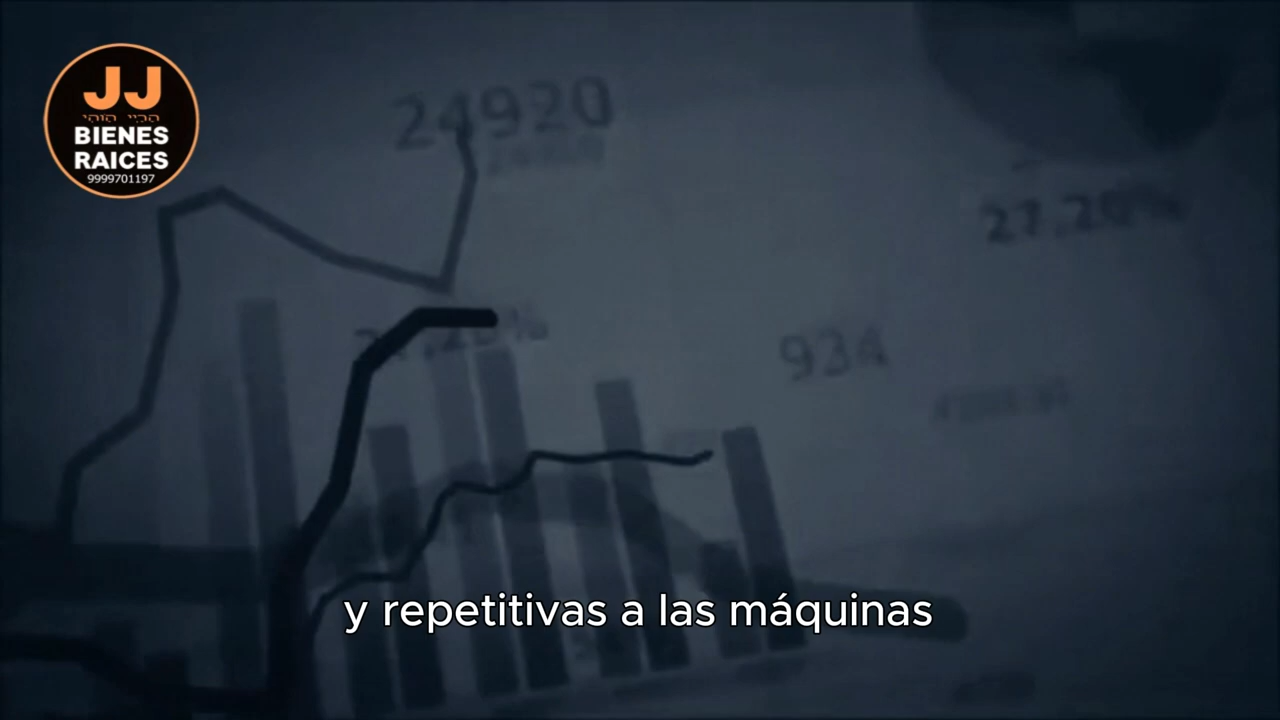 JJ
BIENES
RAICES
9999701197
24920
27.20%
934
y repetitivas a las máquinas